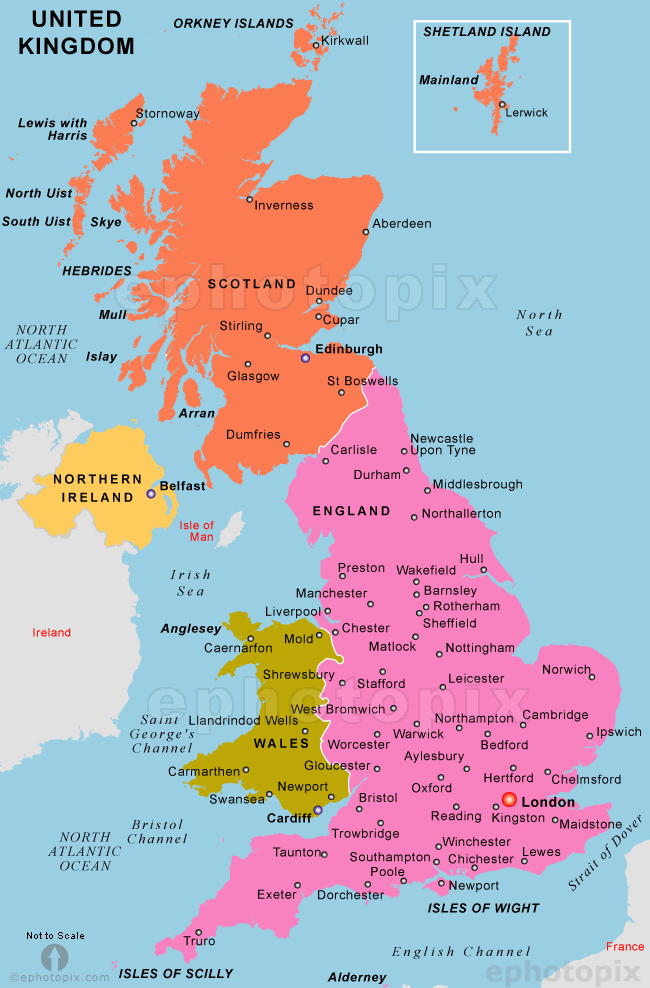 UNITED
KINGDOM
ORKNEY ISLANDS
Kirkwall
SHETLAND ISLAND
Mainland
Lerwick
Stornoway
Lewis with
Harris
North Uist
South Uist
Skye
Inverness
Aberdeen
HEBRIDES
SCOTLAND
ephotopix
Dundee
Mull
Cupar
Stirling
North
Sea
NORTH
ATLANTIC
OCEAN
Islay
Edinburgh
Glasgow
St Boswells
Arran
Dumfries
Carlisle
Newcastle
Upon Tyne
Durham
Middlesbrough
NORTHERN
IRELAND
Belfast
ENGLAND
Northallerton
Isle of
Man
Irish
Sea
Preston
Wakefield
Hull
Manchester
Barnsley
Rotherham
Liverpool
Sheffield
Ireland
Anglesey
Caernarfon
Mold
Chester
Matlock
Nottingham
Shrewsbury
Stafford
Leicester
Norwich
ephotopix
West Bromwich
Saint
George's
Channel
Llandrindod Wells
Northampton
Cambridge
WALES
Worcester
Warwick
Bedford
Ipswich
Carmarthen
Gloucester
Aylesbury
Oxford
Hertford
Chelmsford
Swansea
Newport
Bristol
London
Cardiff
Reading
Kingston
Maidstone
Bristol
Channel
Trowbridge
NORTH
ATLANTIC
OCEAN
Taunton
Winchester
Southampton
Chichester
Lewes
Strait of Dover
Poole
Exeter
Dorchester
Newport
ISLES OF WIGHT
Truro
Not to Scale
English Channel
France
ISLES OF SCILLY
Alderney
©ephotopix.com
ephotopix